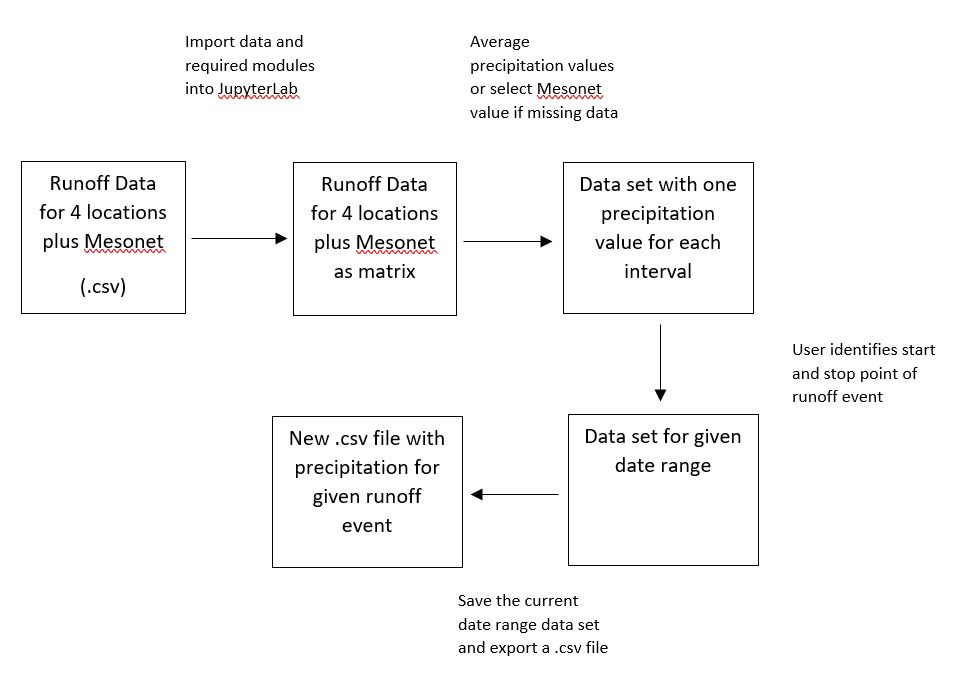 Import data and
required modules
into JupyterLab
Average
precipitation values
or select Mesonet
value if missing data
Runoff Data
for 4 locations
plus Mesonet
(.csv)
Runoff Data
for 4 locations
plus Mesonet
as matrix
Data set with one
precipitation
value for each
interval
User identifies start
and stop point of
runoff event
Data set for given
date range
New .csv file with
precipitation for
given runoff
event
Save the current
date range data set
and export a .csv file